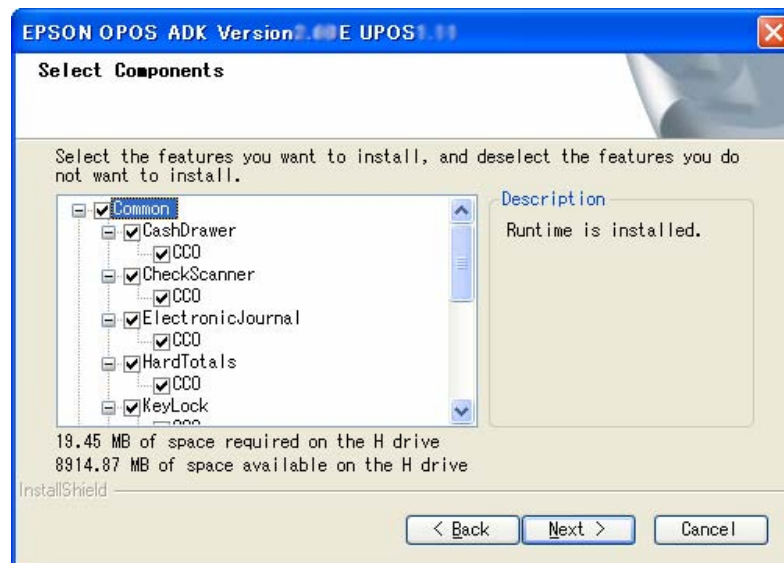 EPSON OPOS ADK Version E UPOS
Select Components
Select the features you want to install, and deselect the features you do
not want to install.
Common
CashDrawer
CCO
CheckScanner
CCO
ElectronicJournal
CCO
HardTotals
CCO
KeyLock
Description
Runtime is installed.
19.45 MB of space required on the H drive
8914.87 MB of space available on the H drive
InstallShield
< Back
Next >
Cancel